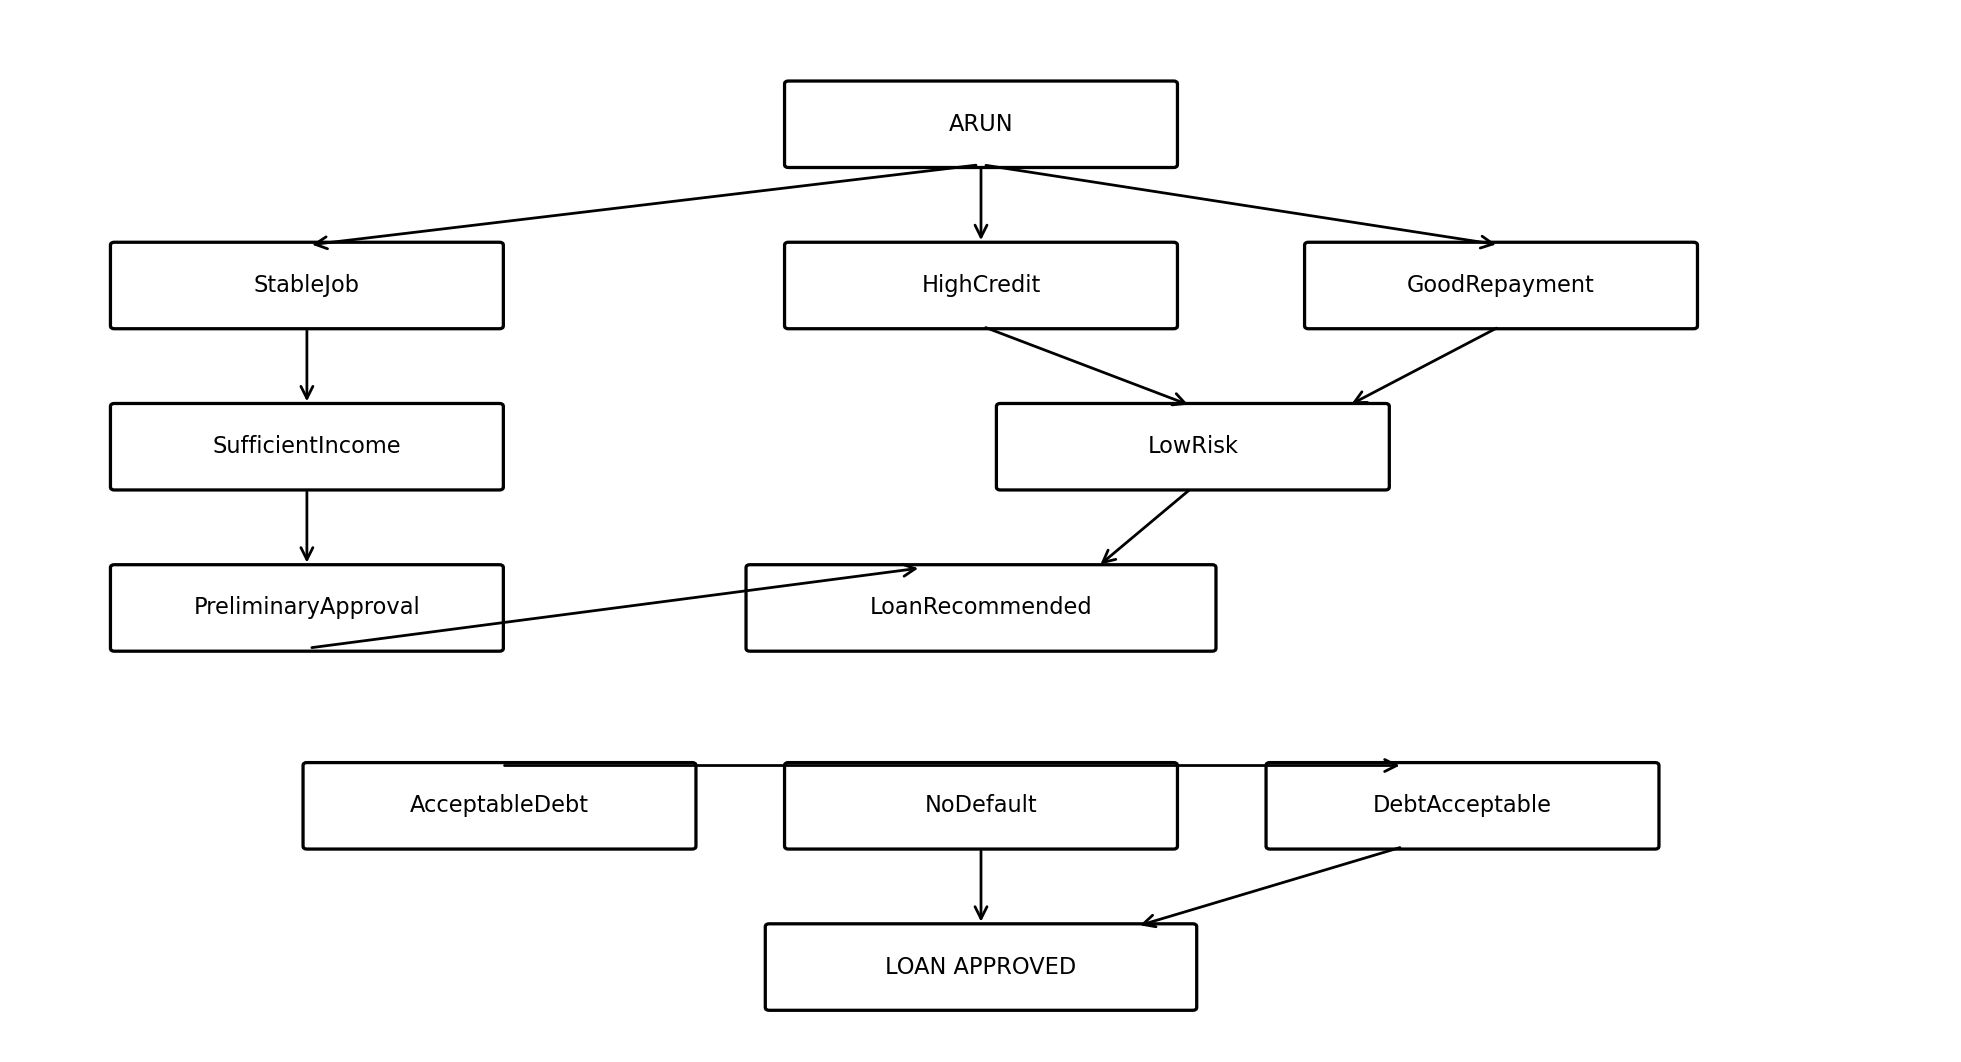 ARUN
StableJob
HighCredit
GoodRepayment
SufficientIncome
LowRisk
PreliminaryApproval
LoanRecommended
AcceptableDebt
NoDefault
DebtAcceptable
LOAN APPROVED